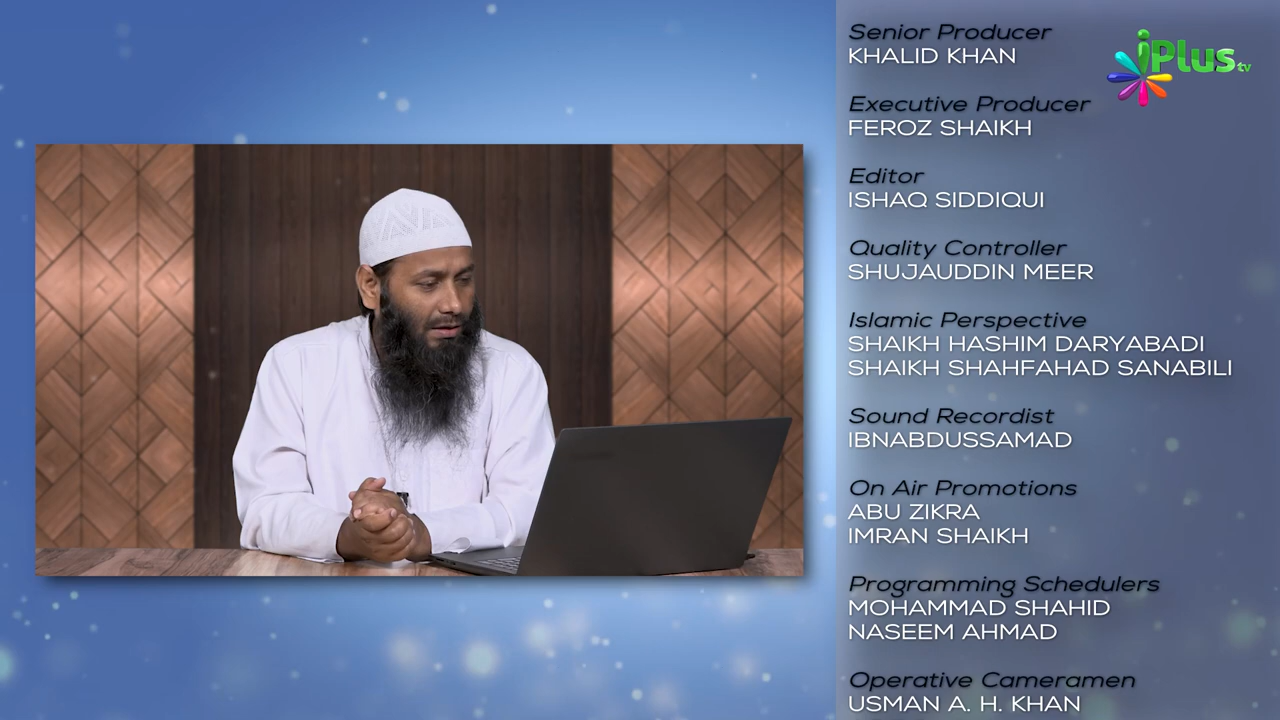 Senior Producer
KHALID KHAN
iPlus tv
Executive Producer
FEROZ SHAIKH
Editor
ISHAQ SIDDIQUI
Quality Controller
SHUJAUDDIN MEER
Islamic Perspective
SHAIKH HASHIM DARYABADI
SHAIKH SHAHFAHAD SANABILI
Sound Recordist
IBNABDUSSAMAD
On Air Promotions
ABU ZIKRA
IMRAN SHAIKH
Programming Schedulers
MOHAMMAD SHAHID
NASEEM AHMAD
Operative Cameramen
USMAN A. H. KHAN